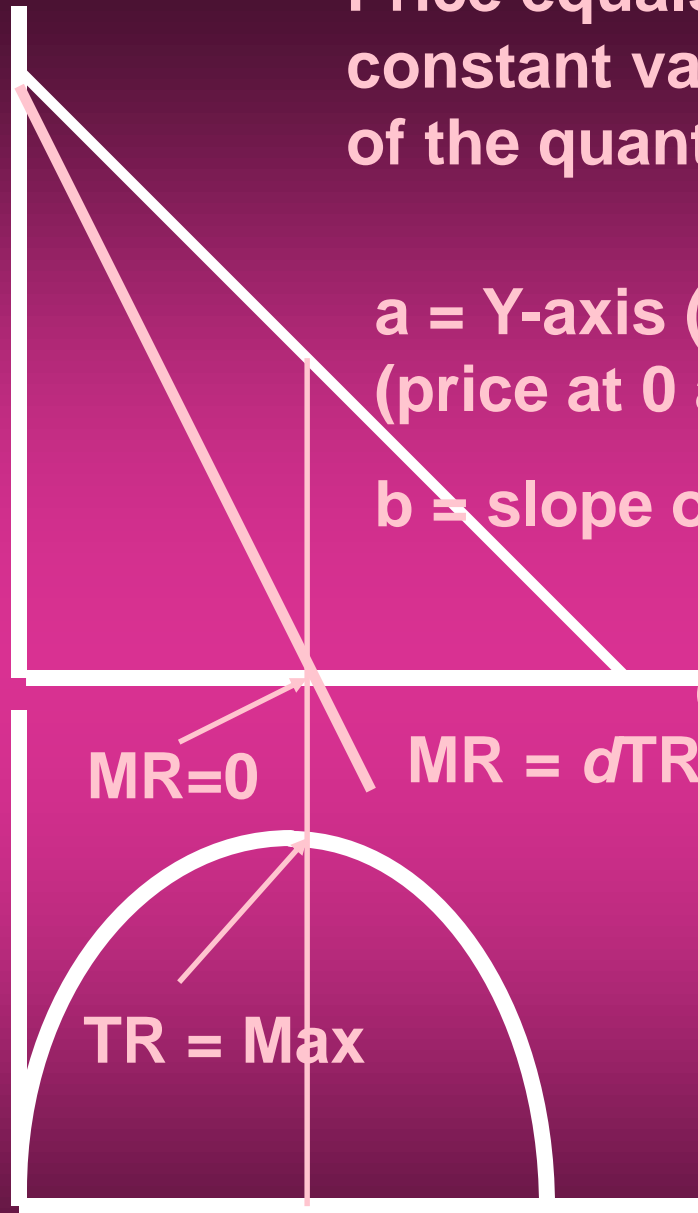 constant va
of the quant
a = Y-axis (
(price at 0 a
b = slope o
MR=0
MR = dTR
TR = Max